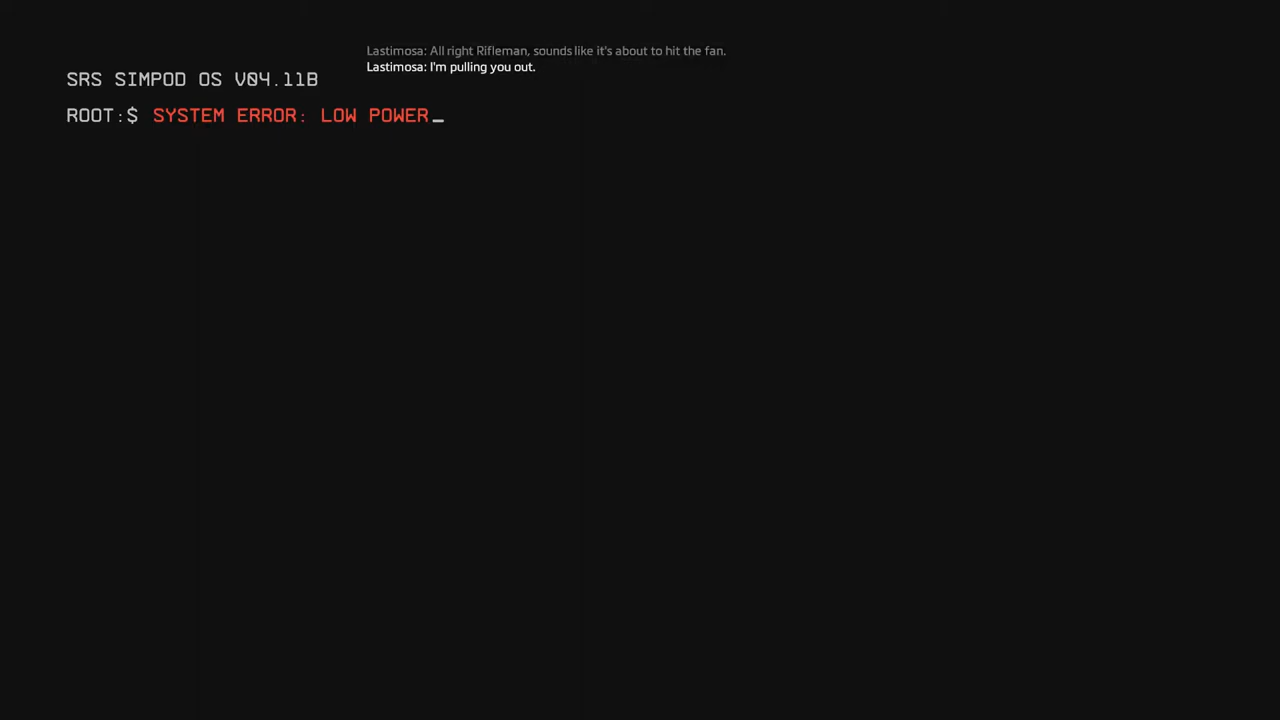 Lastimosa: All right Rifleman, sounds like it's about to hit the fan.
Lastimosa: I'm pulling you out.
SRS SIMPOD OS V04.11B
ROOT:$ SYSTEM ERROR: LOW POWER_